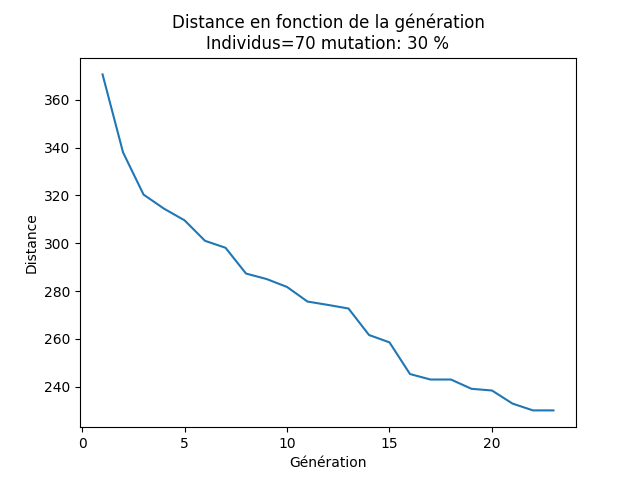 Distance en fonction de la génération
Individus=70 mutation: 30 %
360
340
320
300
280
260
240
Distance
0 5 10 15 20
Génération